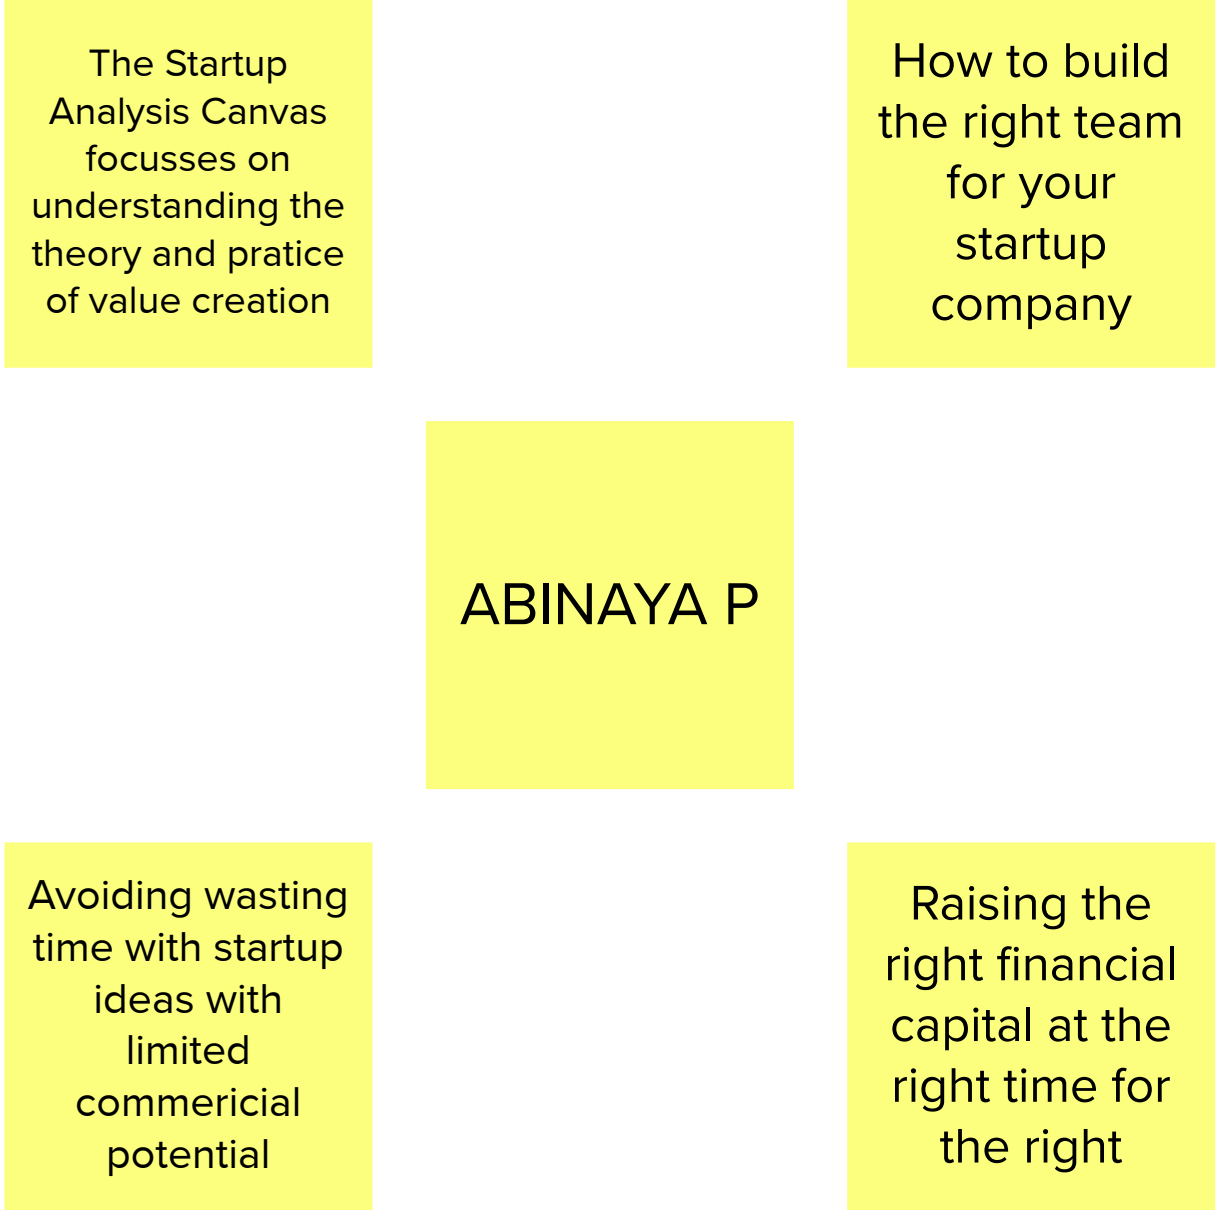 The Startup
Analysis Canvas
focusses on
understanding the
theory and pratice
of value creation
How to build
the right team
for your
startup
company
ABINAYA P
Avoiding wasting
time with startup
ideas with
limited
commericial
potential
Raising the
right financial
capital at the
right time for
the right